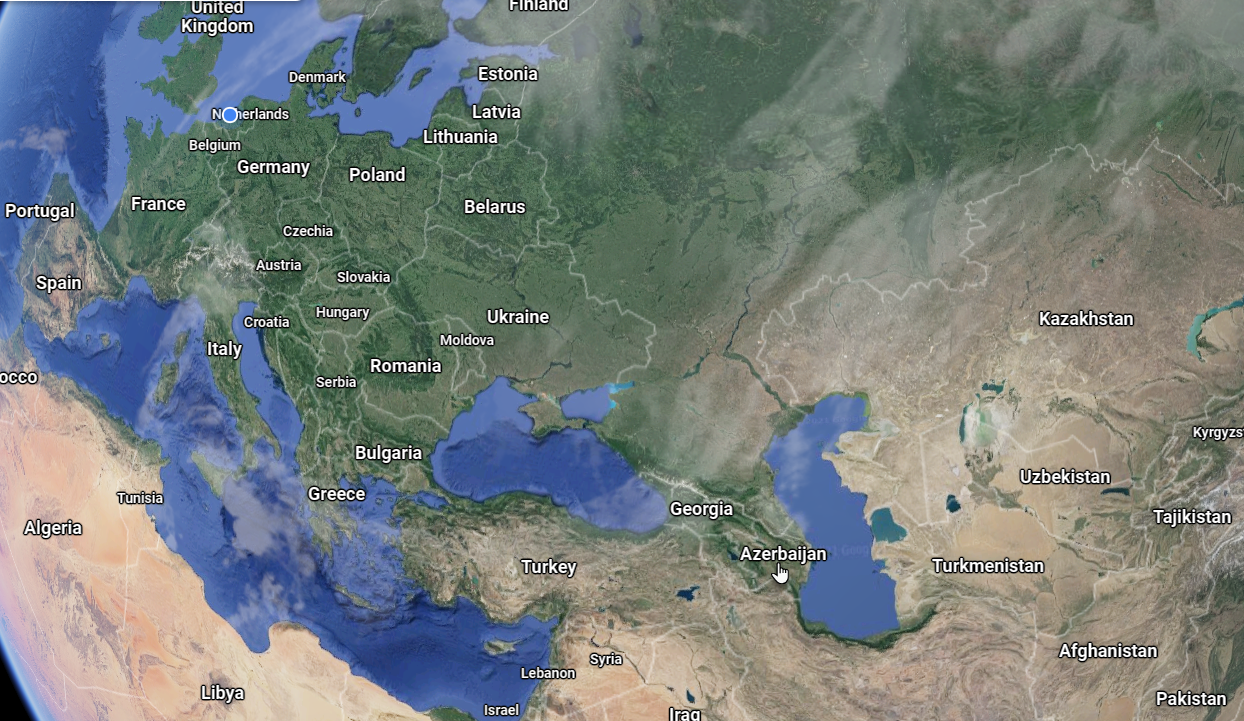 Finland
United
Kingdom
Denmark
Estonia
Netherlands
Latvia
Lithuania
Belgium
Germany
Poland
France
Portugal
Belarus
Czechia
Austria
Slovakia
Spain
Hungary
Ukraine
Croatia
Kazakhstan
Moldova
Italy
Romania
occo
Serbia
Kyrgyzst
Bulgaria
Uzbekistan
Greece
Tunisia
Georgia
Tajikistan
Algeria
Azerbaijan
Turkey
Turkmenistan
Afghanistan
Syria
Lebanon
Libya
Pakistan
Israel
Iraq